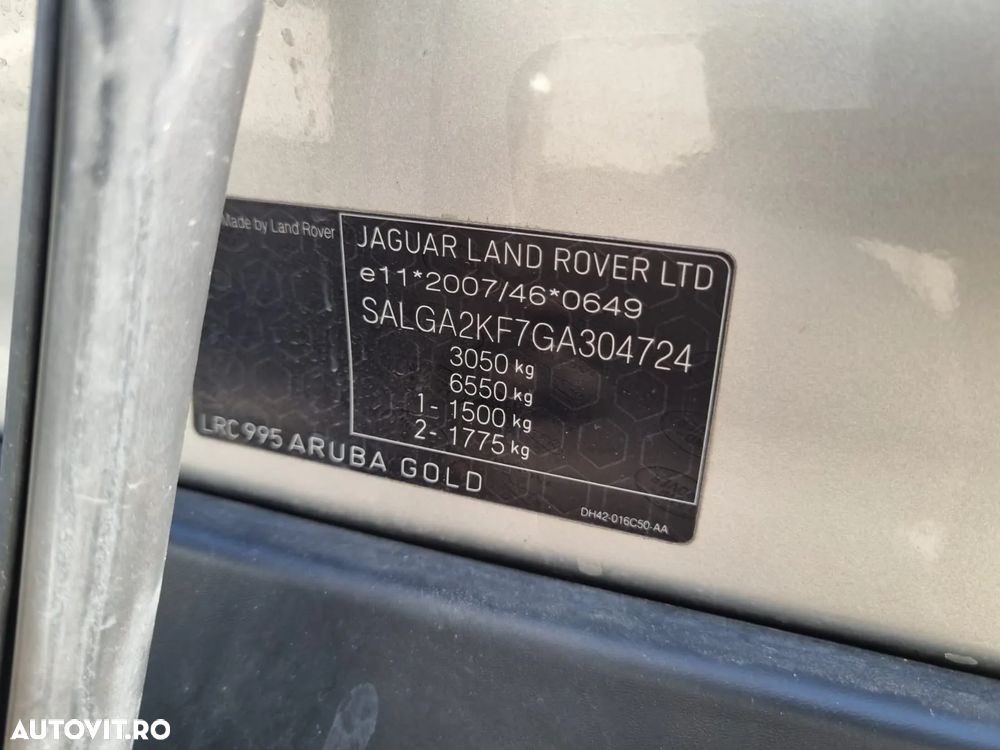 Made by Land Rover
JAGUAR LAND ROVER LTD
e11*2007/46*0649
SALGA2KF7GA304724
3050 kg
6550 kg
1- 1500 kg
2- 1775 kg
LRC995 ARUBA GOLD
DH42-016C50-AA
AUTOVIT.RO